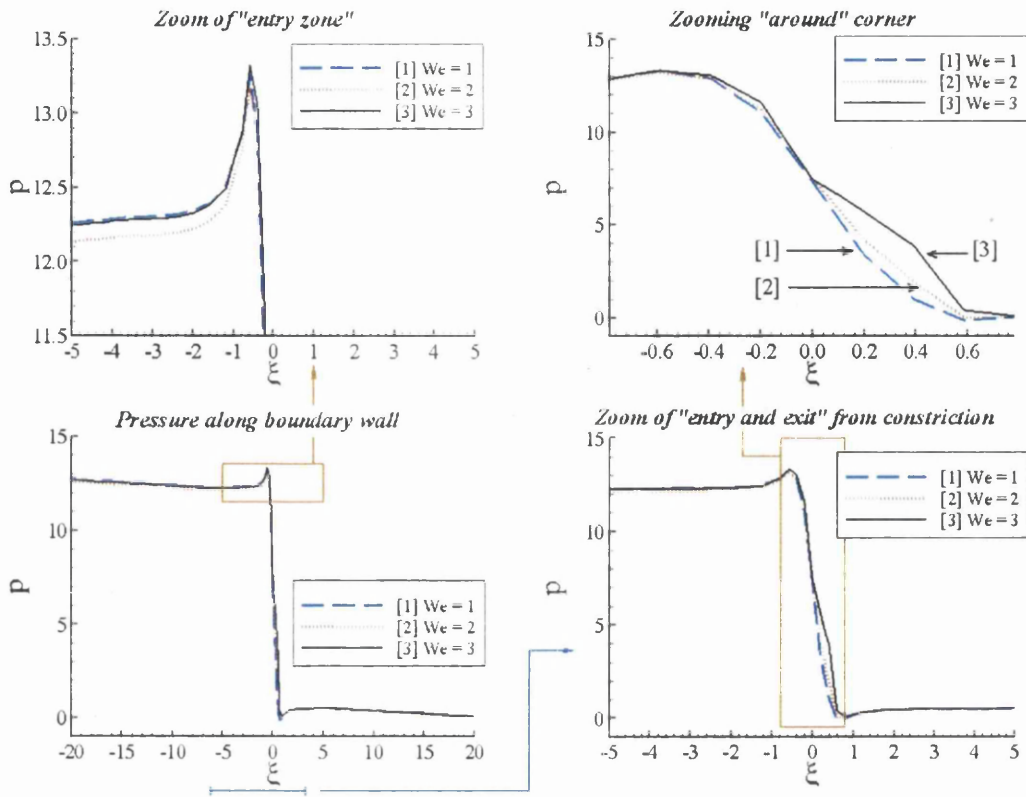 Zoom of "entry zone"
13.5
13.0
12.5
12.0
11.5
p
[1] We = 1
[2] We = 2
[3] We = 3
-5 -4 -3 -2 -1 0 1 2 3 4 5
ξ
Zooming "around" corner
15
10
5
0
p
[1] We = 1
[2] We = 2
[3] We = 3
[1]
[2]
[3]
-0.6 -0.4 -0.2 0.0 0.2 0.4 0.6
ξ
Pressure along boundary wall
15
10
5
0
p
[1] We = 1
[2] We = 2
[3] We = 3
-20 -15 -10 -5 0 5 10 15 20
ξ
Zoom of "entry and exit" from constriction
15
10
5
0
p
[1] We = 1
[2] We = 2
[3] We = 3
-5 -4 -3 -2 -1 0 1 2 3 4 5
ξ